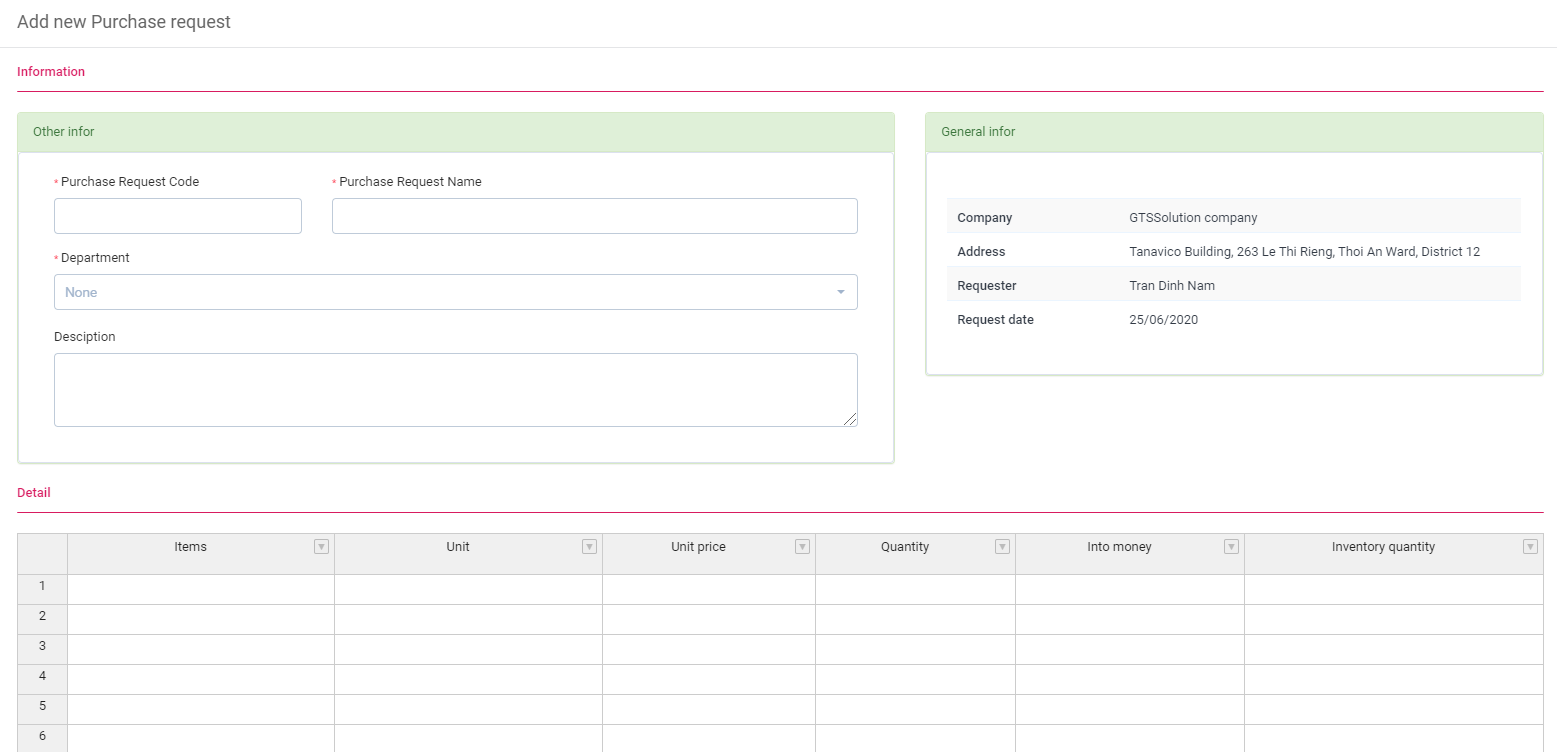 Add new Purchase request
Information
Other infor
* Purchase Request Code
* Purchase Request Name
* Department
None
Desciption
General infor
Company GTSSolution company
Address Tanavico Building, 263 Le Thi Rieng, Thoi An Ward, District 12
Requester Tran Dinh Nam
Request date 25/06/2020
Detail
Items Unit Unit price Quantity Into money Inventory quantity
1
2
3
4
5
6